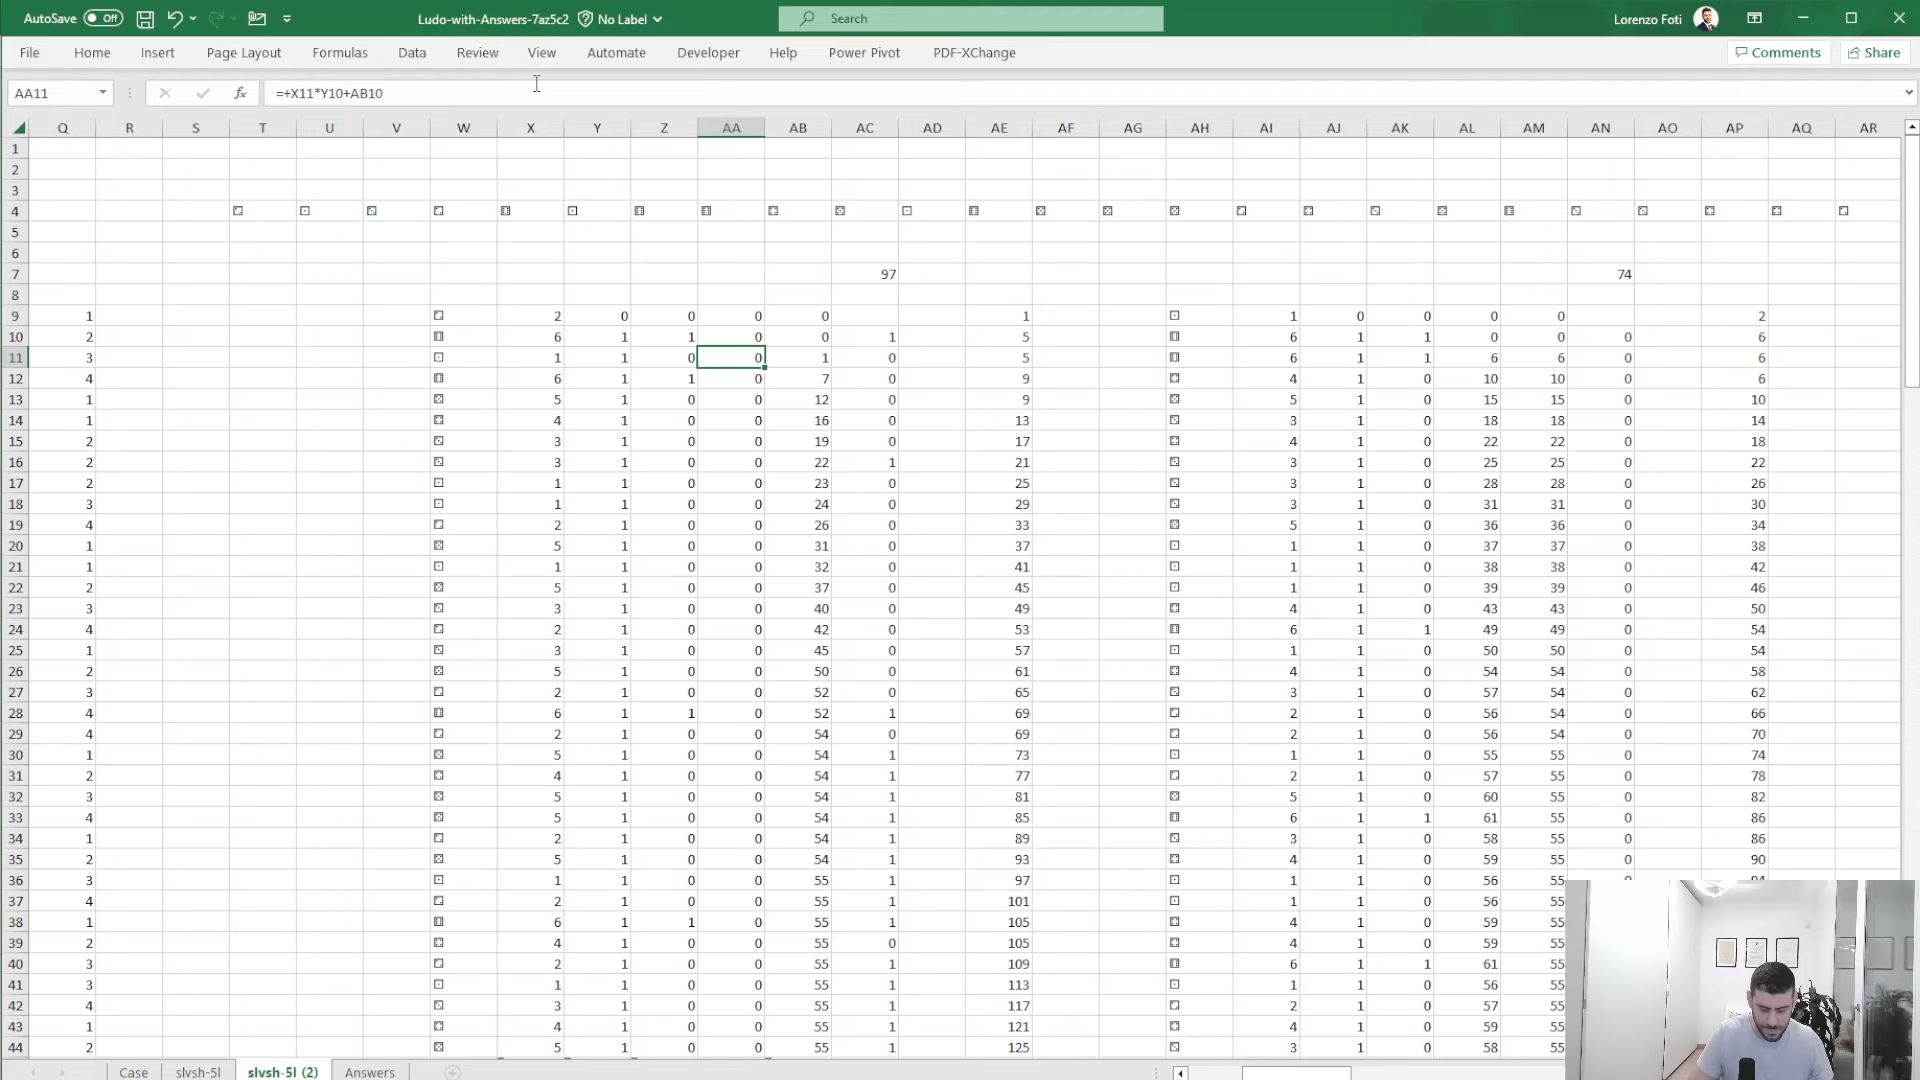 AutoSave Off Ludo-with-Answers-7az5c2 No Label Search Lorenzo Foti
File Home Insert Page Layout Formulas Data Review View Automate Developer Help Power Pivot PDF-XChange Comments Share
AA11 fx =+X11*Y10+AB10
Q R S T U V W X Y Z AA AB AC AD AE AF AG AH AI AJ AK AL AM AN AO AP AQ AR
1
2
3
4
5
6
7 97 74
8
9 1 2 0 0 0 0 1 1 0 0 0 0 2
10 2 6 1 1 0 0 1 5 6 1 1 0 0 0 6
11 3 1 1 0 0 1 0 5 6 1 1 6 6 0 6
12 4 6 1 1 0 7 0 9 4 1 0 10 10 0 6
13 1 5 1 0 0 12 0 9 5 1 0 15 15 0 10
14 1 4 1 0 0 16 0 13 3 1 0 18 18 0 14
15 2 3 1 0 0 19 0 17 4 1 0 22 22 0 18
16 2 3 1 0 0 22 1 21 3 1 0 25 25 0 22
17 2 1 1 0 0 23 0 25 3 1 0 28 28 0 26
18 3 1 1 0 0 24 0 29 3 1 0 31 31 0 30
19 4 2 1 0 0 26 0 33 5 1 0 36 36 0 34
20 1 5 1 0 0 31 0 37 1 1 0 37 37 0 38
21 1 1 1 0 0 32 0 41 1 1 0 38 38 0 42
22 2 5 1 0 0 37 0 45 1 1 0 39 39 0 46
23 3 3 1 0 0 40 0 49 4 1 0 43 43 0 50
24 4 2 1 0 0 42 0 53 6 1 1 49 49 0 54
25 1 3 1 0 0 45 0 57 1 1 0 50 50 0 54
26 2 5 1 0 0 50 0 61 4 1 0 54 54 0 58
27 3 2 1 0 0 52 0 65 3 1 0 57 54 0 62
28 4 6 1 1 0 52 1 69 2 1 0 56 54 0 66
29 4 2 1 0 0 54 0 69 2 1 0 56 54 0 70
30 1 5 1 0 0 54 1 73 1 1 0 55 55 0 74
31 2 4 1 0 0 54 1 77 2 1 0 57 55 0 78
32 3 5 1 0 0 54 1 81 5 1 0 60 55 0 82
33 4 5 1 0 0 54 1 85 6 1 1 61 55 0 86
34 1 2 1 0 0 54 1 89 3 1 0 58 55 0 86
35 2 5 1 0 0 54 1 93 4 1 0 59 55 0 90
36 3 1 1 0 0 55 1 97 1 1 0 56 55
37 4 2 1 0 0 55 1 101 1 1 0 56 55
38 1 6 1 1 0 55 1 105 4 1 0 59 55
39 2 4 1 0 0 55 0 105 4 1 0 59 55
40 3 2 1 0 0 55 1 109 6 1 1 61 55
41 3 1 1 0 0 55 1 113 1 1 0 56 55
42 4 3 1 0 0 55 1 117 2 1 0 57 55
43 1 4 1 0 0 55 1 121 4 1 0 59 55
44 2 5 1 0 0 55 1 125 3 1 0 58 55
Case slvsh-5l slvsh-5l (2) Answers